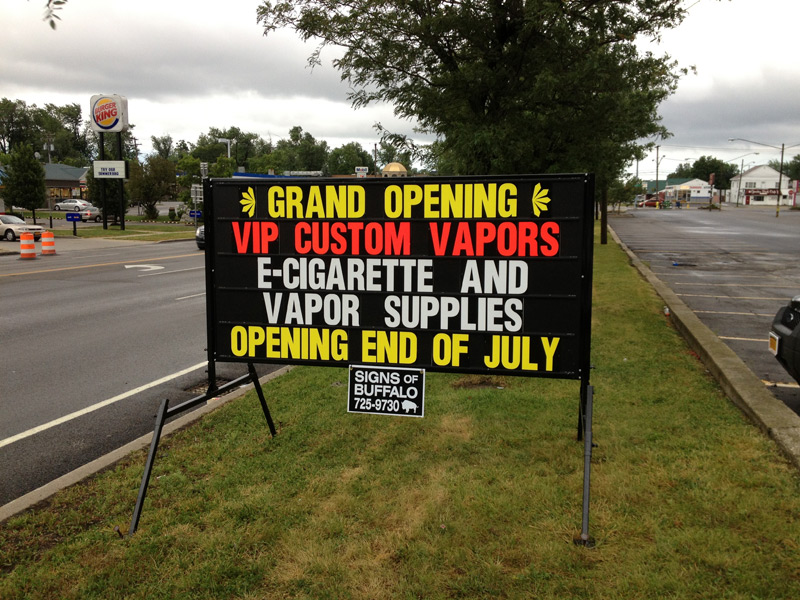 GRAND OPENING
VIP CUSTOM VAPORS
E-CIGARETTE AND
VAPOR SUPPLIES
OPENING END OF JULY
SIGNS OF
BUFFALO
725-9730
BURGER
KING
Mobil